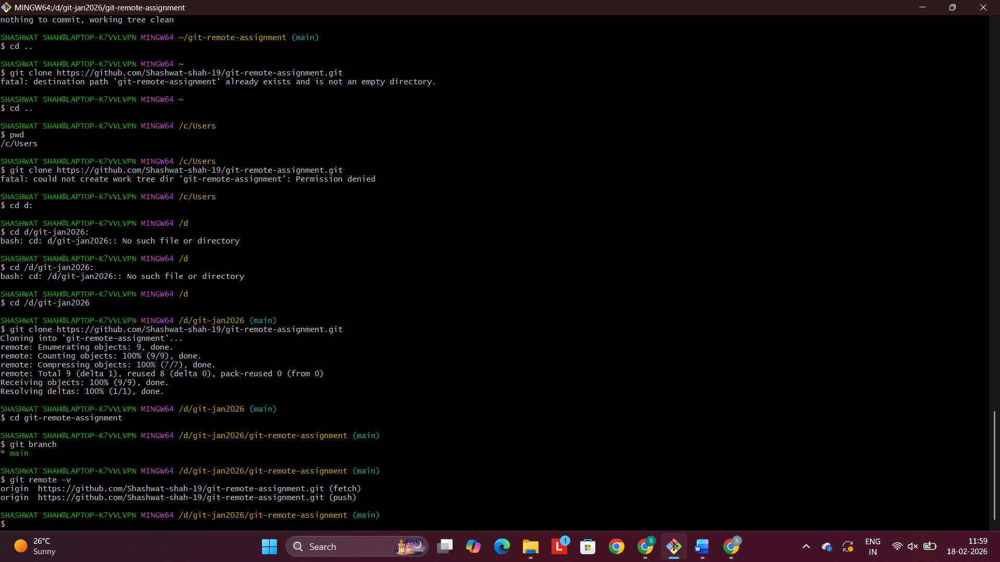 MINGW64:/d/git-jan2026/git-remote-assignment
nothing to commit, working tree clean
SHASHWAT SHAH@LAPTOP-K7VVLVPN MINGW64 ~/git-remote-assignment (main)
$ cd ..
SHASHWAT SHAH@LAPTOP-K7VVLVPN MINGW64 ~
$ git clone https://github.com/Shashwat-shah-19/git-remote-assignment.git
fatal: destination path 'git-remote-assignment' already exists and is not an empty directory.
SHASHWAT SHAH@LAPTOP-K7VVLVPN MINGW64 ~
$ cd ..
SHASHWAT SHAH@LAPTOP-K7VVLVPN MINGW64 /c/Users
$ pwd
/c/Users
SHASHWAT SHAH@LAPTOP-K7VVLVPN MINGW64 /c/Users
$ git clone https://github.com/Shashwat-shah-19/git-remote-assignment.git
fatal: could not create work tree dir 'git-remote-assignment': Permission denied
SHASHWAT SHAH@LAPTOP-K7VVLVPN MINGW64 /c/Users
$ cd d:
SHASHWAT SHAH@LAPTOP-K7VVLVPN MINGW64 /d
$ cd d/git-jan2026:
bash: cd: d/git-jan2026:: No such file or directory
SHASHWAT SHAH@LAPTOP-K7VVLVPN MINGW64 /d
$ cd /d/git-jan2026:
bash: cd: /d/git-jan2026:: No such file or directory
SHASHWAT SHAH@LAPTOP-K7VVLVPN MINGW64 /d
$ cd /d/git-jan2026
SHASHWAT SHAH@LAPTOP-K7VVLVPN MINGW64 /d/git-jan2026 (main)
$ git clone https://github.com/Shashwat-shah-19/git-remote-assignment.git
Cloning into 'git-remote-assignment'...
remote: Enumerating objects: 9, done.
remote: Counting objects: 100% (9/9), done.
remote: Compressing objects: 100% (7/7), done.
remote: Total 9 (delta 1), reused 8 (delta 0), pack-reused 0 (from 0)
Receiving objects: 100% (9/9), done.
Resolving deltas: 100% (1/1), done.
SHASHWAT SHAH@LAPTOP-K7VVLVPN MINGW64 /d/git-jan2026 (main)
$ cd git-remote-assignment
SHASHWAT SHAH@LAPTOP-K7VVLVPN MINGW64 /d/git-jan2026/git-remote-assignment (main)
$ git branch
* main
SHASHWAT SHAH@LAPTOP-K7VVLVPN MINGW64 /d/git-jan2026/git-remote-assignment (main)
$ git remote -v
origin  https://github.com/Shashwat-shah-19/git-remote-assignment.git (fetch)
origin  https://github.com/Shashwat-shah-19/git-remote-assignment.git (push)
SHASHWAT SHAH@LAPTOP-K7VVLVPN MINGW64 /d/git-jan2026/git-remote-assignment (main)
$
26°C
Sunny
Search
L
1
S
W
S
ENG
IN
11:59
18-02-2026